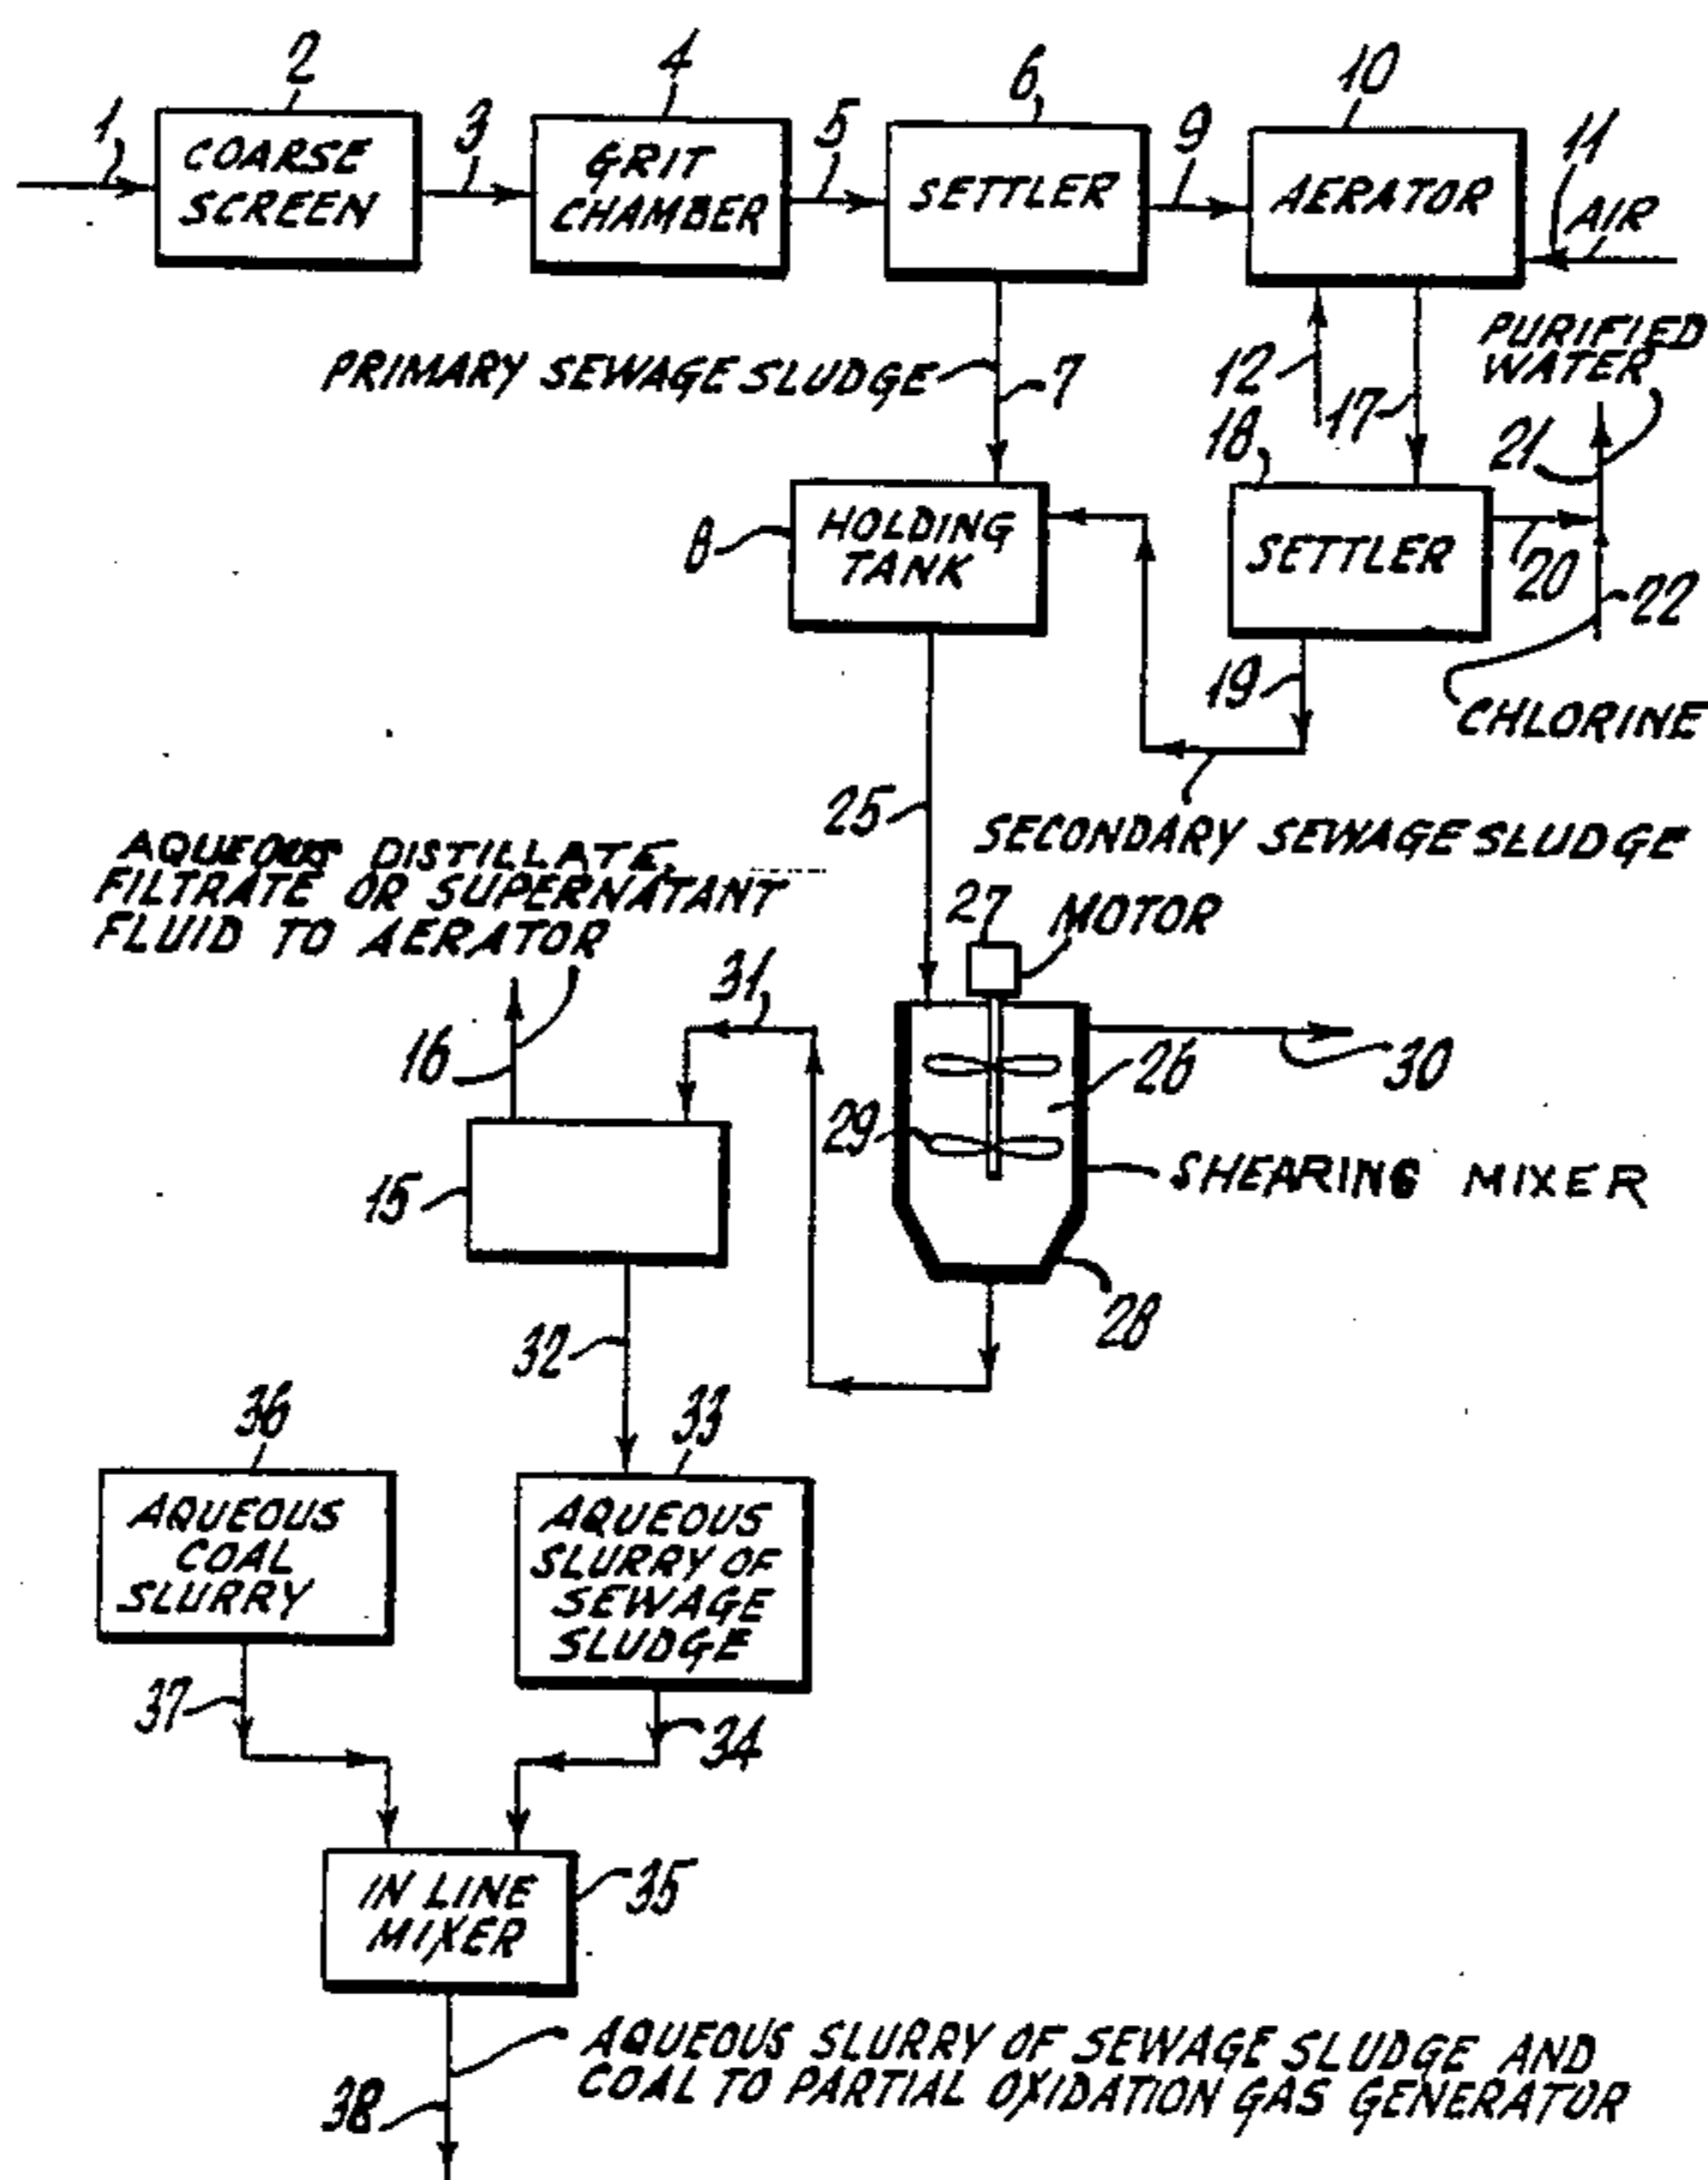 2
4
6
10
1
3
5
9
11
COARSE
SCREEN
GRIT
CHAMBER
SETTLER
AERATOR
AIR
PRIMARY SEWAGE SLUDGE
7
12
17
PURIFIED
WATER
18
21
8
HOLDING
TANK
SETTLER
20
22
19
CHLORINE
25
SECONDARY SEWAGE SLUDGE
AQUEOUS DISTILLATE,
FILTRATE OR SUPERNATANT
FLUID TO AERATOR
27
MOTOR
31
16
26
30
29
15
SHEARING MIXER
28
32
36
33
AQUEOUS
COAL
SLURRY
AQUEOUS
SLURRY OF
SEWAGE
SLUDGE
37
34
IN LINE
MIXER
35
AQUEOUS SLURRY OF SEWAGE SLUDGE AND
COAL TO PARTIAL OXIDATION GAS GENERATOR
38